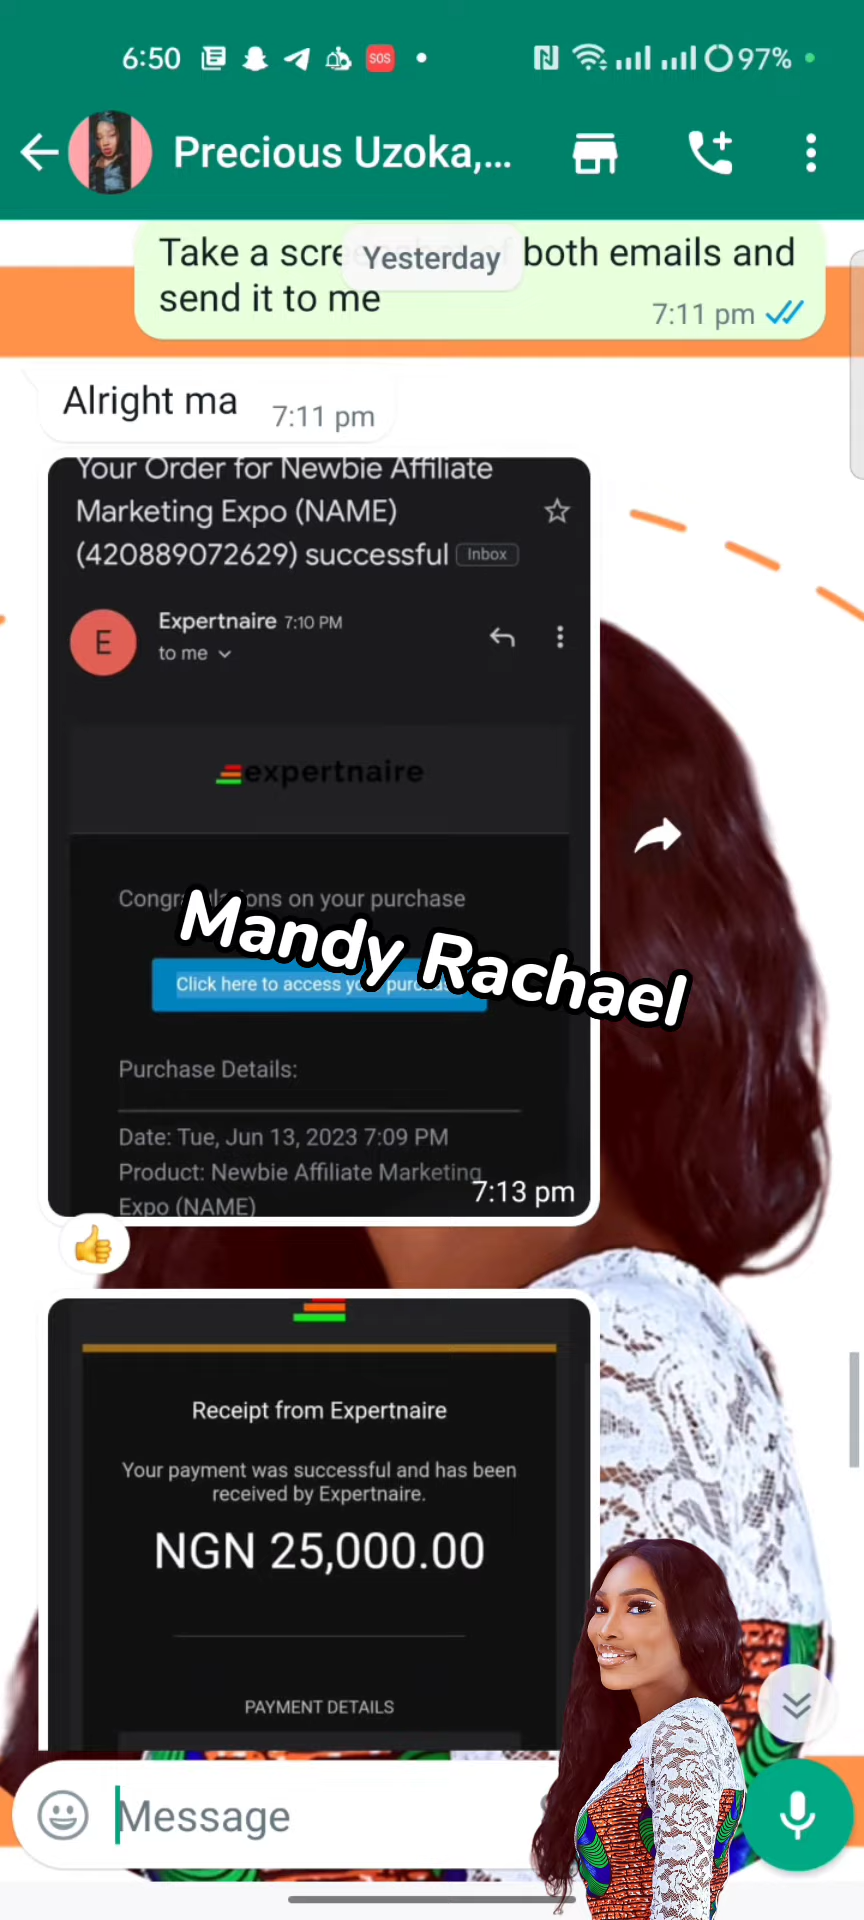 6:50
SOS
97%
Precious Uzoka,...
Take a both emails and
Yesterday
send it to me
7:11 pm
Alright ma
7:11 pm
Your Order for Newbie Affiliate
Marketing Expo (NAME)
(420889072629) successful Inbox
E
Expertnaire 7:10 PM
to me
expertnaire
on your purchase
Mandy Rachael
Click here to access
Purchase Details:
Date: Tue, Jun 13, 2023 7:09 PM
Product: Newbie Affiliate Marketing
Expo (NAME)
7:13 pm
Receipt from Expertnaire
Your payment was successful and has been
received by Expertnaire.
NGN 25,000.00
PAYMENT DETAILS
Message